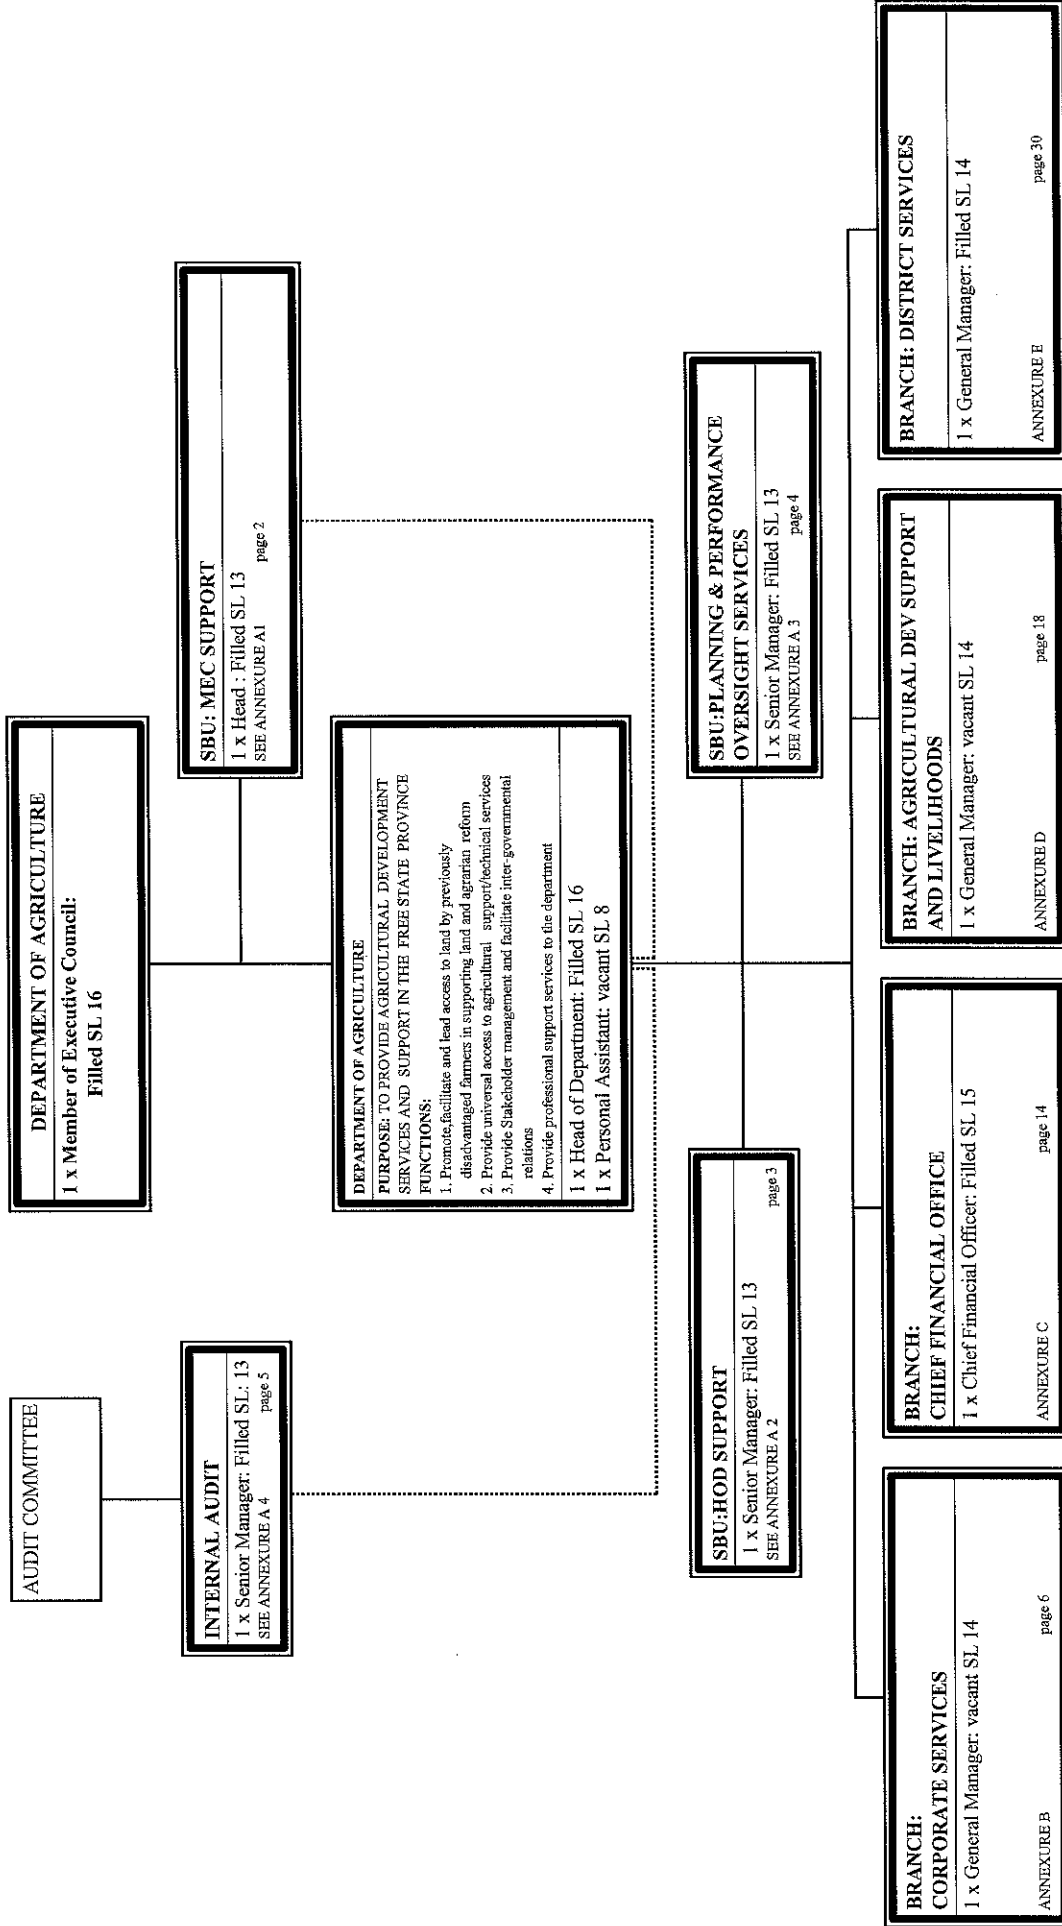 AUDIT COMMITTEE
DEPARTMENT OF AGRICULTURE
1 x Member of Executive Council:
Filled SL 16
INTERNAL AUDIT
1 x Senior Manager: Filled SL: 13
SEE ANNEXURE A 4
page 5
SBU: MEC SUPPORT
1 x Head : Filled SL 13
SEE ANNEXURE A1
page 2
DEPARTMENT OF AGRICULTURE
PURPOSE: TO PROVIDE AGRICULTURAL DEVELOPMENT
SERVICES AND SUPPORT IN THE FREE STATE PROVINCE
FUNCTIONS:
1. Promote,facilitate and lead access to land by previously
disadvantaged farmers in supporting land and agrarian reform
2. Provide universal access to agricultural support/technical services
3. Provide Stakeholder management and facilitate inter-governmental
relations
4. Provide professional support services to the department
1 x Head of Department: Filled SL 16
1 x Personal Assistant: vacant SL 8
SBU:HOD SUPPORT
1 x Senior Manager: Filled SL 13
SEE ANNEXURE A 2
page 3
SBU:PLANNING & PERFORMANCE
OVERSIGHT SERVICES
1 x Senior Manager: Filled SL 13
SEE ANNEXURE A 3
page 4
BRANCH:
CORPORATE SERVICES
1 x General Manager: vacant SL 14
ANNEXURE B
page 6
BRANCH:
CHIEF FINANCIAL OFFICE
1 x Chief Financial Officer: Filled SL 15
ANNEXURE C
page 14
BRANCH: AGRICULTURAL DEV SUPPORT
AND LIVELIHOODS
1 x General Manager: vacant SL 14
ANNEXURE D
page 18
BRANCH: DISTRICT SERVICES
1 x General Manager: Filled SL 14
ANNEXURE E
page 30